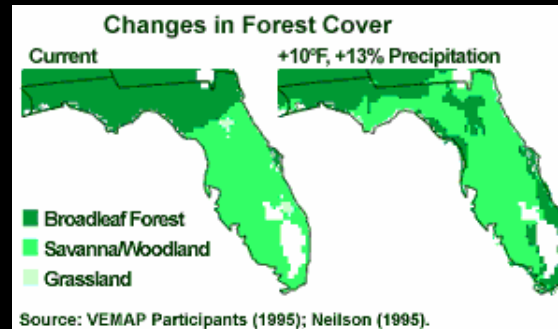 Changes in Forest Cover
Current
+10ºF, +13% Precipitation
Broadleaf Forest
Savanna/Woodland
Grassland
Source: VEMAP Participants (1995); Neilson (1995).